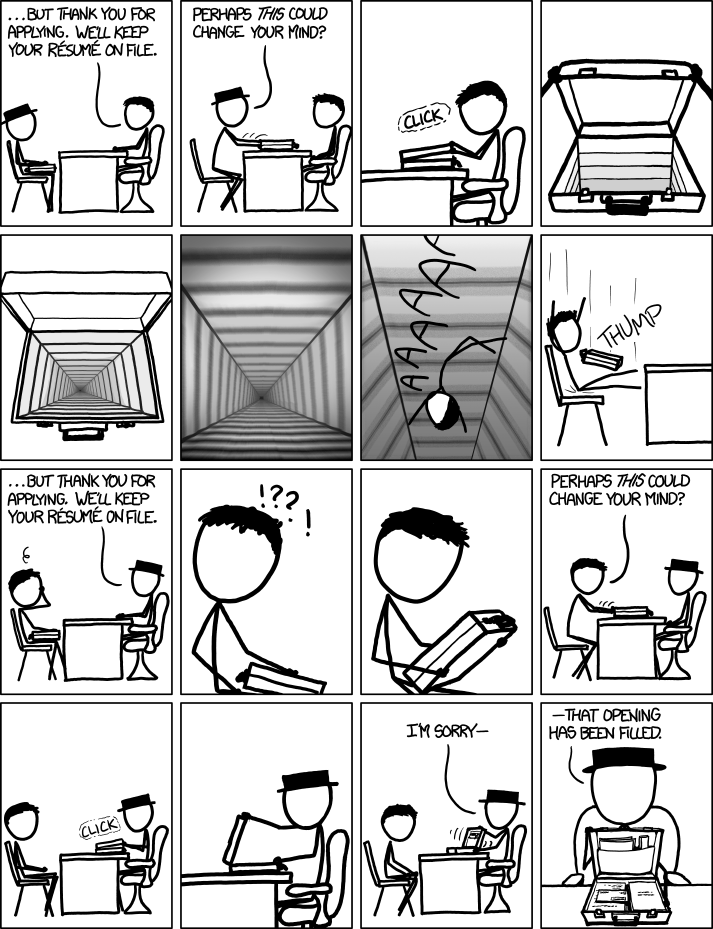 ...BUT THANK YOU FOR
APPLYING. WE'LL KEEP
YOUR RÉSUMÉ ON FILE.
PERHAPS THIS COULD
CHANGE YOUR MIND?
CLICK
AAAAAAA
THUMP
...BUT THANK YOU FOR
APPLYING. WE'LL KEEP
YOUR RÉSUMÉ ON FILE.
!??!
PERHAPS THIS COULD
CHANGE YOUR MIND?
CLICK
I'M SORRY—
—THAT OPENING
HAS BEEN FILLED.